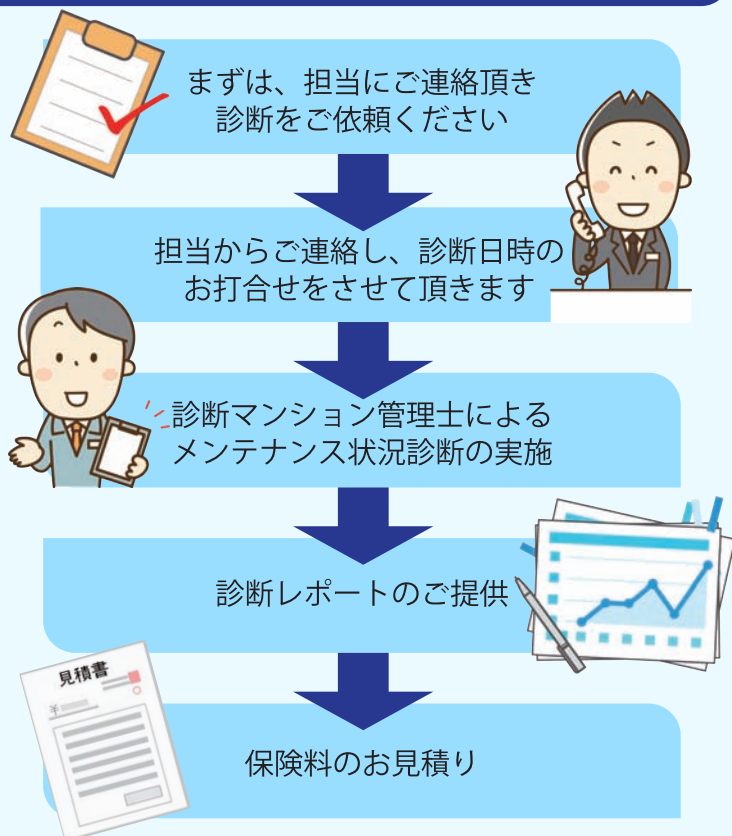 まずは、担当にご連絡頂き
診断をご依頼ください
担当からご連絡し、診断日時の
お打合せをさせて頂きます
診断マンション管理士による
メンテナンス状況診断の実施
診断レポートのご提供
見積書
¥
保険料のお見積り